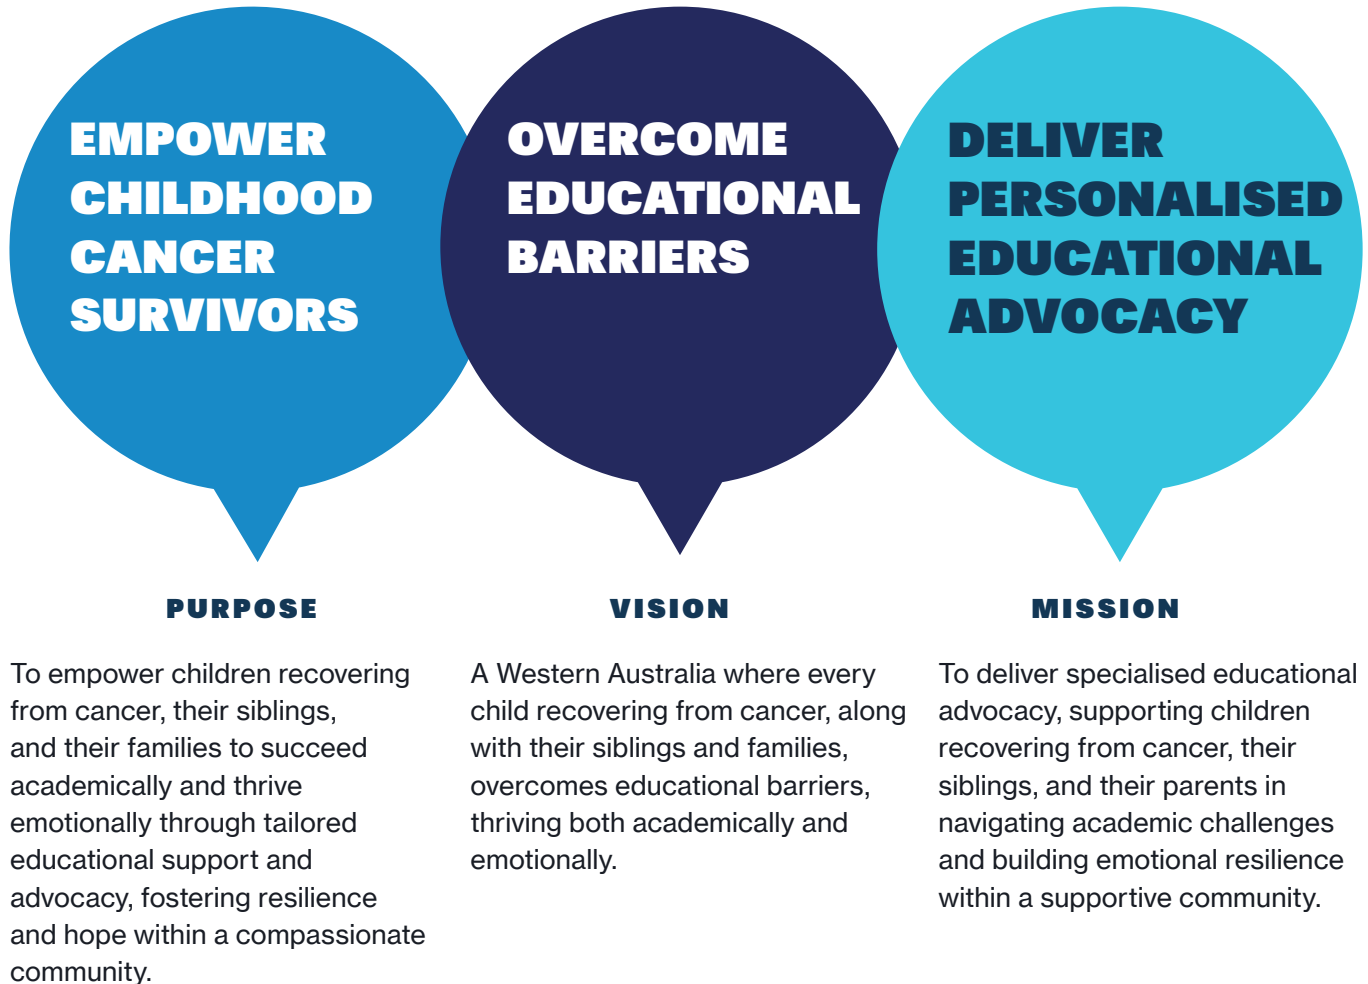 EMPOWER
CHILDHOOD
CANCER
SURVIVORS
OVERCOME
EDUCATIONAL
BARRIERS
DELIVER
PERSONALISED
EDUCATIONAL
ADVOCACY
PURPOSE
To empower children recovering
from cancer, their siblings,
and their families to succeed
academically and thrive
emotionally through tailored
educational support and
advocacy, fostering resilience
and hope within a compassionate
community.
VISION
A Western Australia where every
child recovering from cancer, along
with their siblings and families,
overcomes educational barriers,
thriving both academically and
emotionally.
MISSION
To deliver specialised educational
advocacy, supporting children
recovering from cancer, their
siblings, and their parents in
navigating academic challenges
and building emotional resilience
within a supportive community.